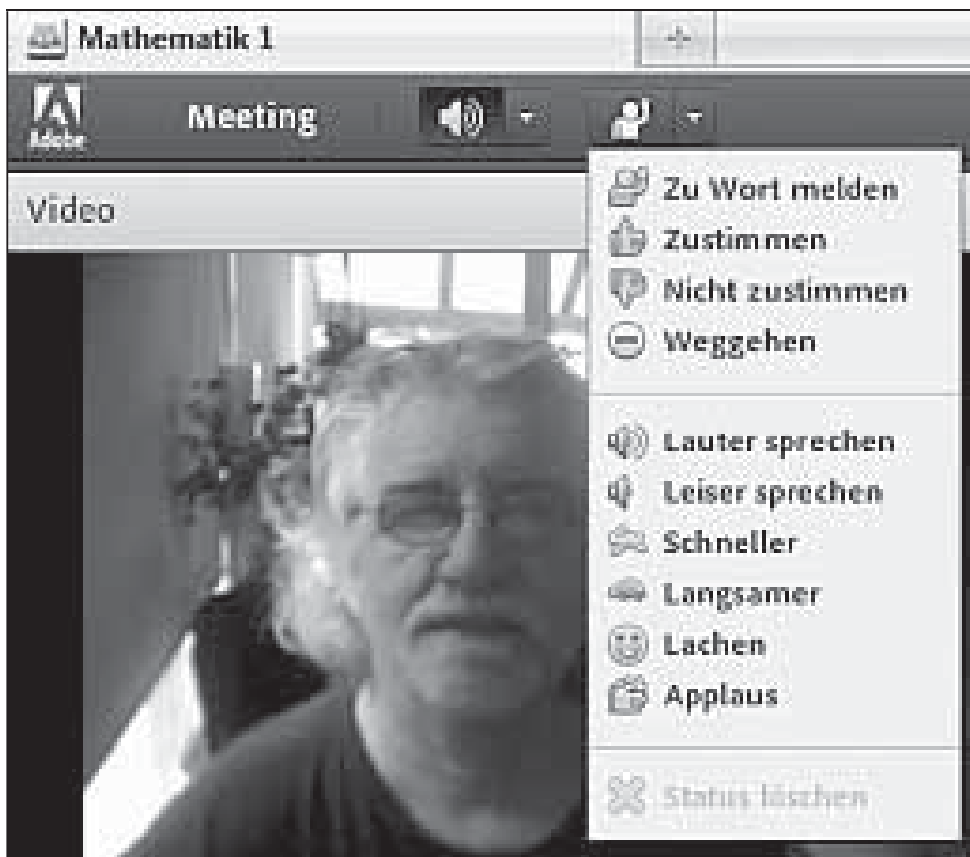 Mathematik 1
Adobe
Meeting
Video
Zu Wort melden
Zustimmen
Nicht zustimmen
Weggehen
Lauter sprechen
Leiser sprechen
Schneller
Langsamer
Lachen
Applaus
Status löschen